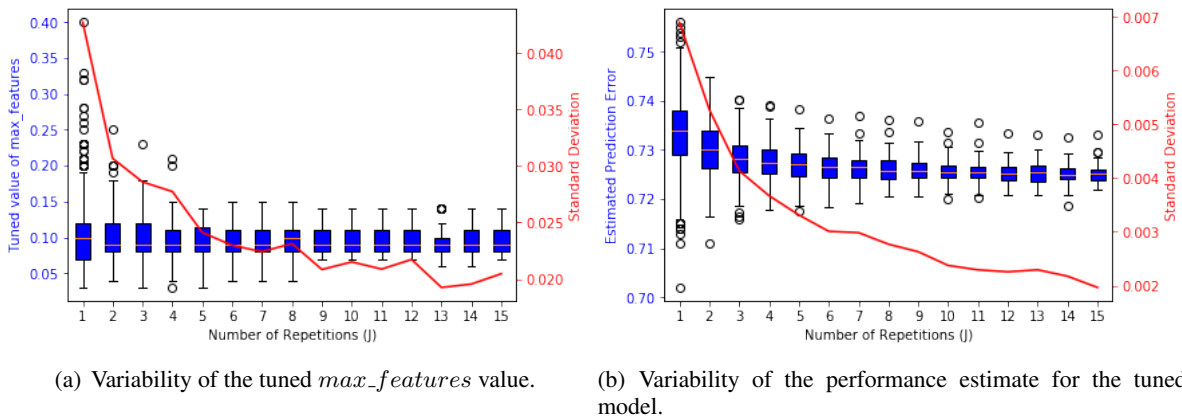 0.40
0.35
0.30
0.25
0.20
0.15
0.10
0.05
Tuned value of max_features
0.040
0.035
0.030
0.025
0.020
Standard Deviation
1 2 3 4 5 6 7 8 9 10 11 12 13 14 15
Number of Repetitions (J)
(a) Variability of the tuned max_features value.
0.75
0.74
0.73
0.72
0.71
0.70
Estimated Prediction Error
0.007
0.006
0.005
0.004
0.003
0.002
Standard Deviation
1 2 3 4 5 6 7 8 9 10 11 12 13 14 15
Number of Repetitions (J)
(b) Variability of the performance estimate for the tuned
model.